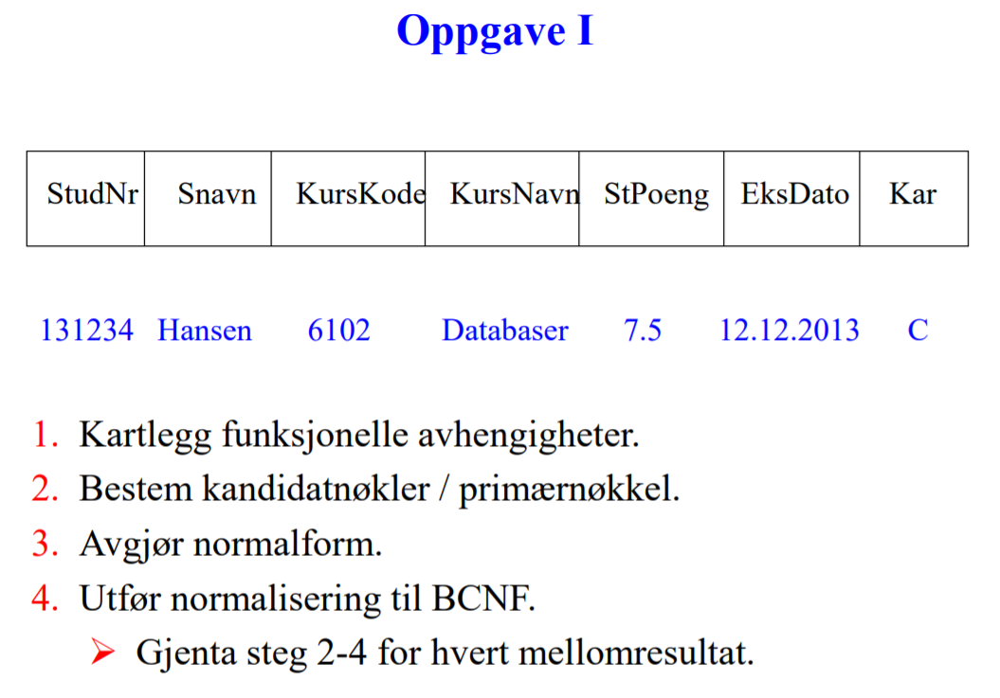 Oppgave I
StudNr Snavn KursKode KursNavn StPoeng EksDato Kar
131234 Hansen 6102 Databaser 7.5 12.12.2013 C
1. Kartlegg funksjonelle avhengigheter.
2. Bestem kandidatnøkler / primærnøkkel.
3. Avgjør normalform.
4. Utfør normalisering til BCNF.
➢ Gjenta steg 2-4 for hvert mellomresultat.